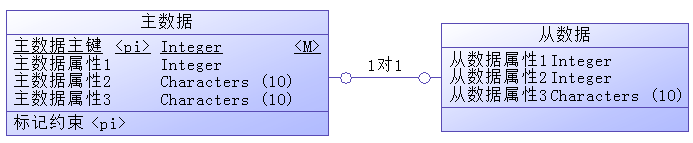 主数据
主数据主键 <pi> Integer <M>
主数据属性1 Integer
主数据属性2 Characters (10)
主数据属性3 Characters (10)
标记约束 <pi>
1对1
从数据
从数据属性1 Integer
从数据属性2 Integer
从数据属性3 Characters (10)